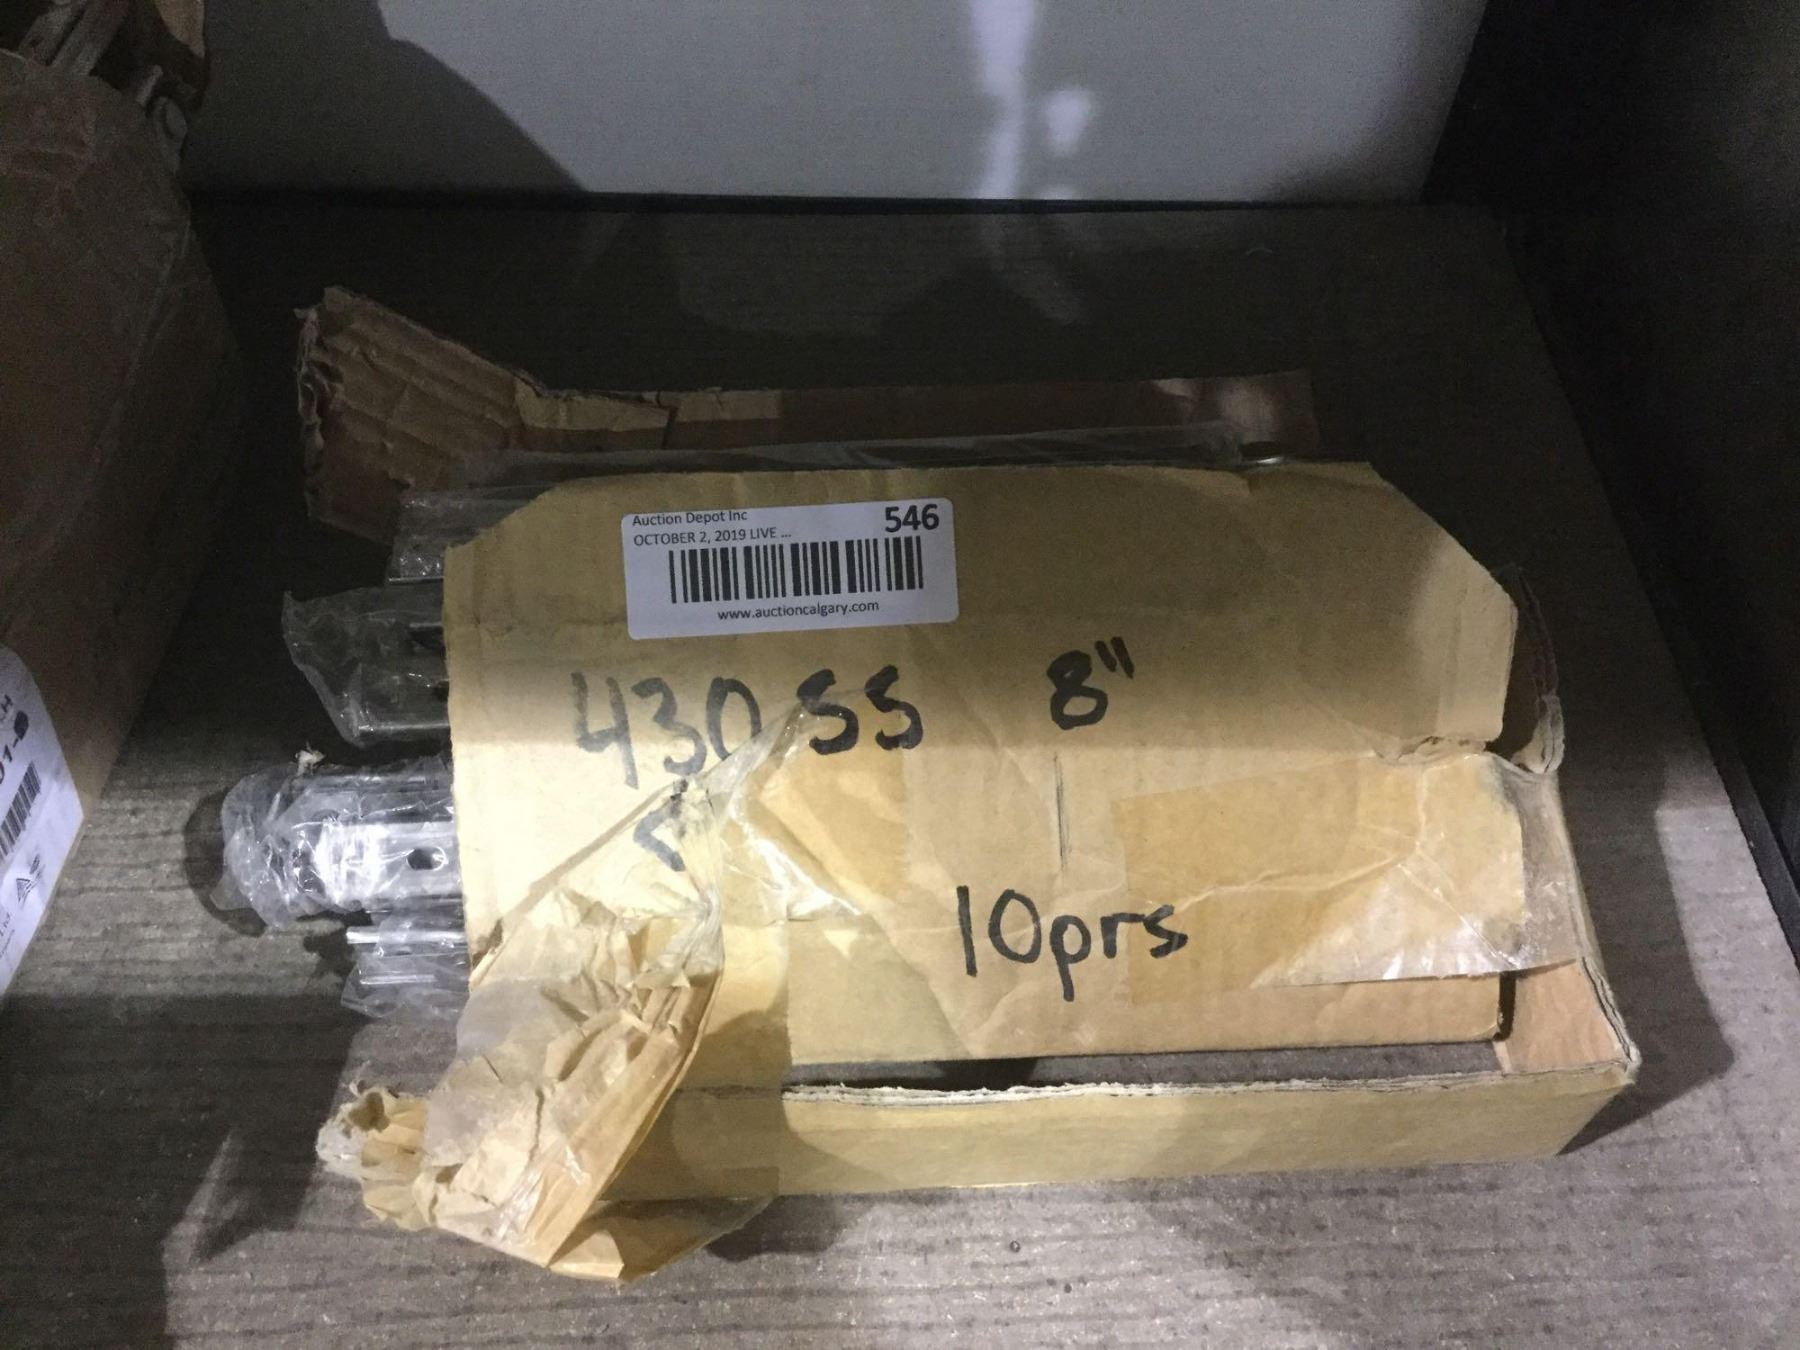 Auction Depot Inc
546
OCTOBER 2, 2019 LIVE ...
www.auctioncalgary.com
430 SS 8"
10prs